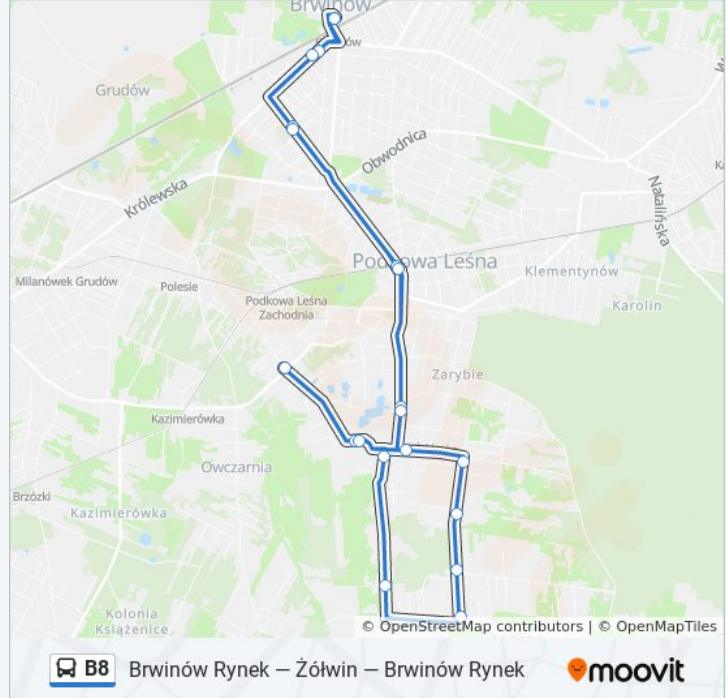 Brwinów
Grudów
Obwodnica
Królewska
Natalińska
Podkowa Leśna
Klementynów
Milanówek Grudów
Polesie
Podkowa Leśna
Zachodnia
Karolin
Zarybie
Kazimierówka
Owczarnia
Brzózki
Kazimierówka
Kolonia
Książenice
© OpenStreetMap contributors | © OpenMapTiles
B8 Brwinów Rynek — Żółwin — Brwinów Rynek moovit